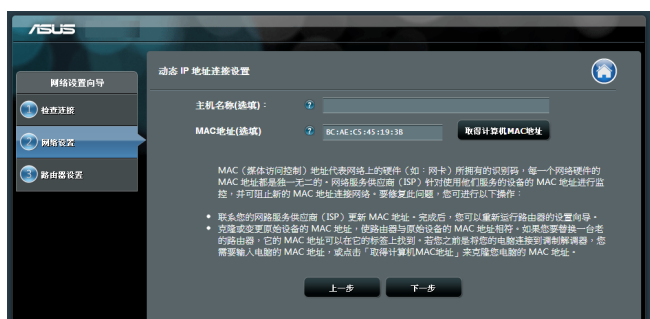 ASUS
网络设置向导
1 检查连接
2 网络设置
3 路由器设置
动态 IP 地址连接设置
主机名称(选填)：
MAC地址(选填)
BC:AE:C5:45:19:3B
取得计算机MAC地址
MAC（媒体访问控制）地址代表网络上的硬件（如：网卡）所拥有的识别码，每一个网络硬件的
MAC 地址都是独一无二的。网络服务供应商（ISP）针对使用他们服务的设备的 MAC 地址进行监
控，并可阻止新的 MAC 地址连接网络。要修复此问题，您可进行以下操作：
• 联系您的网路服务供应商（ISP）更新 MAC 地址。完成后，您可以重新运行路由器的设置向导。
• 克隆或变更原始设备的 MAC 地址，使路由器与原始设备的 MAC 地址相符。如果您要替换一台老
的路由器，它的 MAC 地址可以在它的标签上找到。若您之前是将您的电脑连接到调制解调器，您
需要输入电脑的 MAC 地址，或点击「取得计算机MAC地址」来克隆您电脑的 MAC 地址。
上一步
下一步